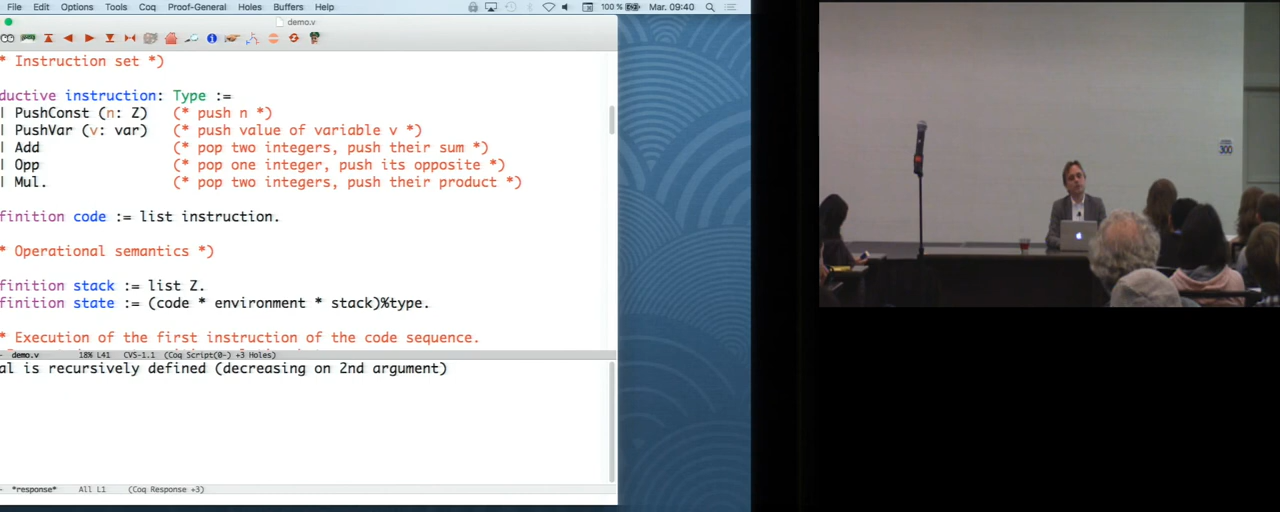 File Edit Options Tools Coq Proof-General Holes Buffers Help 100 % Mar. 09:40
demo.v
* Instruction set *)
ductive instruction: Type :=
| PushConst (n: Z) (* push n *)
| PushVar (v: var) (* push value of variable v *)
| Add (* pop two integers, push their sum *)
| Opp (* pop one integer, push its opposite *)
| Mul. (* pop two integers, push their product *)
finition code := list instruction.
* Operational semantics *)
finition stack := list Z.
finition state := (code * environment * stack)%type.
* Execution of the first instruction of the code sequence.
demo.v 18% L41 CVS-1.1 (Coq Script(0-) +3 Holes)
al is recursively defined (decreasing on 2nd argument)
*response* All L1 (Coq Response +3)
300